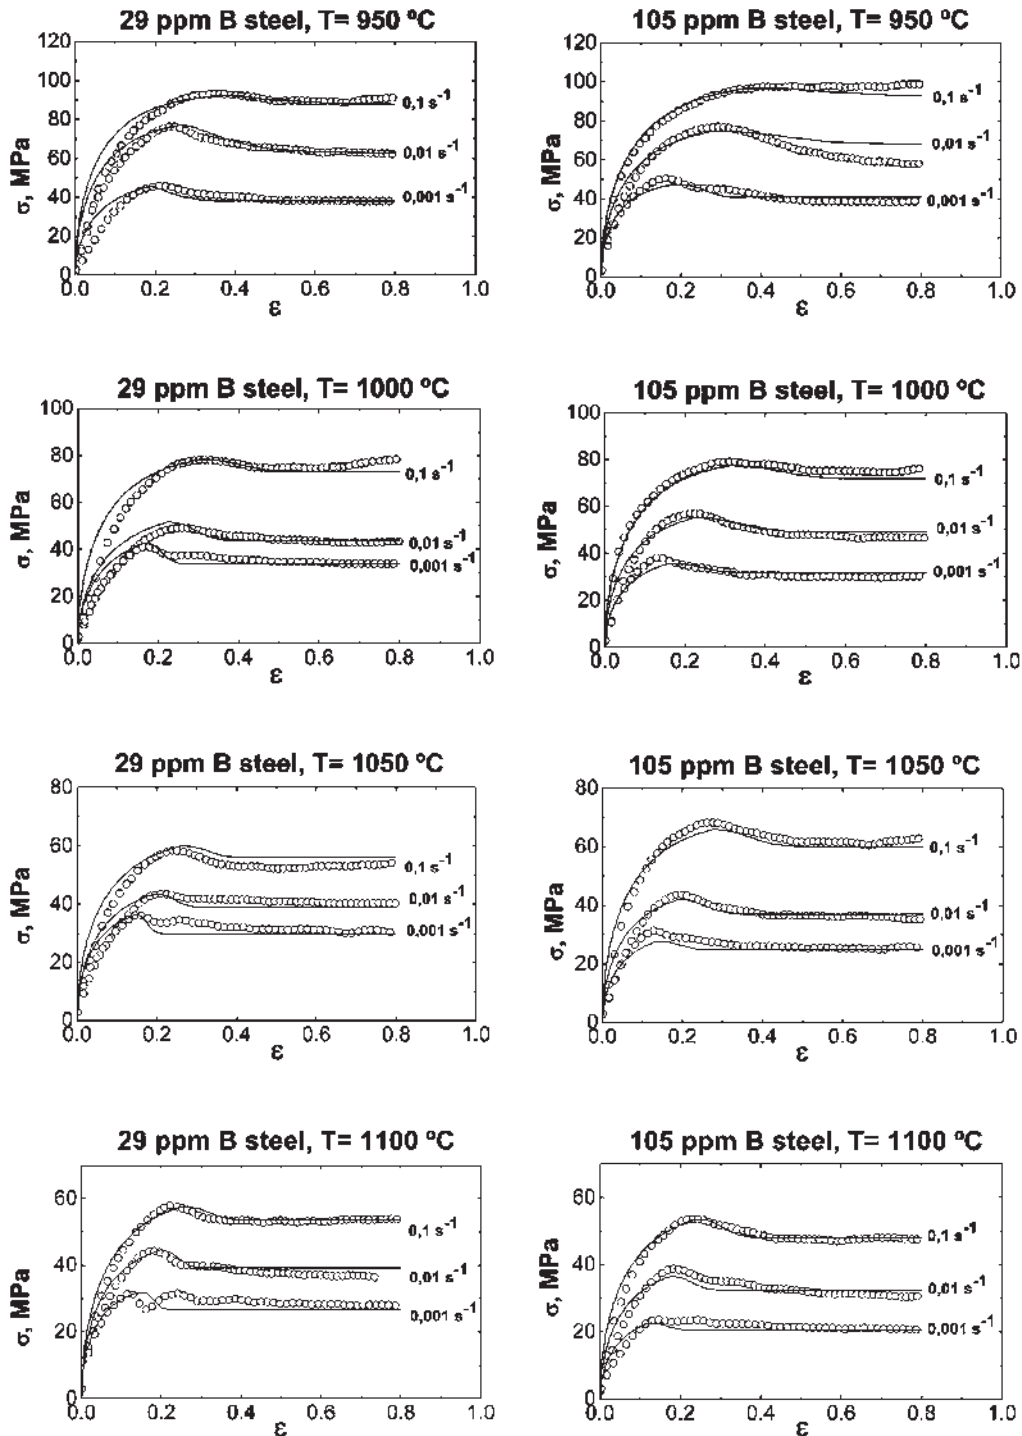 29 ppm B steel, T= 950 ºC
120
100
80
60
40
20
0
σ, MPa
0,1 s⁻¹
0,01 s⁻¹
0,001 s⁻¹
0.0 0.2 0.4 0.6 0.8 1.0
ε
105 ppm B steel, T= 950 ºC
120
100
80
60
40
20
0
σ, MPa
0,1 s⁻¹
0,01 s⁻¹
0,001 s⁻¹
0.0 0.2 0.4 0.6 0.8 1.0
ε
29 ppm B steel, T= 1000 ºC
100
80
60
40
20
0
σ, MPa
0,1 s⁻¹
0,01 s⁻¹
0,001 s⁻¹
0.0 0.2 0.4 0.6 0.8 1.0
ε
105 ppm B steel, T= 1000 ºC
100
80
60
40
20
0
σ, MPa
0,1 s⁻¹
0,01 s⁻¹
0,001 s⁻¹
0.0 0.2 0.4 0.6 0.8 1.0
ε
29 ppm B steel, T= 1050 ºC
80
60
40
20
0
σ, MPa
0,1 s⁻¹
0,01 s⁻¹
0,001 s⁻¹
0.0 0.2 0.4 0.6 0.8 1.0
ε
105 ppm B steel, T= 1050 ºC
80
60
40
20
0
σ, MPa
0,1 s⁻¹
0,01 s⁻¹
0,001 s⁻¹
0.0 0.2 0.4 0.6 0.8 1.0
ε
29 ppm B steel, T= 1100 ºC
60
40
20
0
σ, MPa
0,1 s⁻¹
0,01 s⁻¹
0,001 s⁻¹
0.0 0.2 0.4 0.6 0.8 1.0
ε
105 ppm B steel, T= 1100 ºC
60
40
20
0
σ, MPa
0,1 s⁻¹
0,01 s⁻¹
0,001 s⁻¹
0.0 0.2 0.4 0.6 0.8 1.0
ε